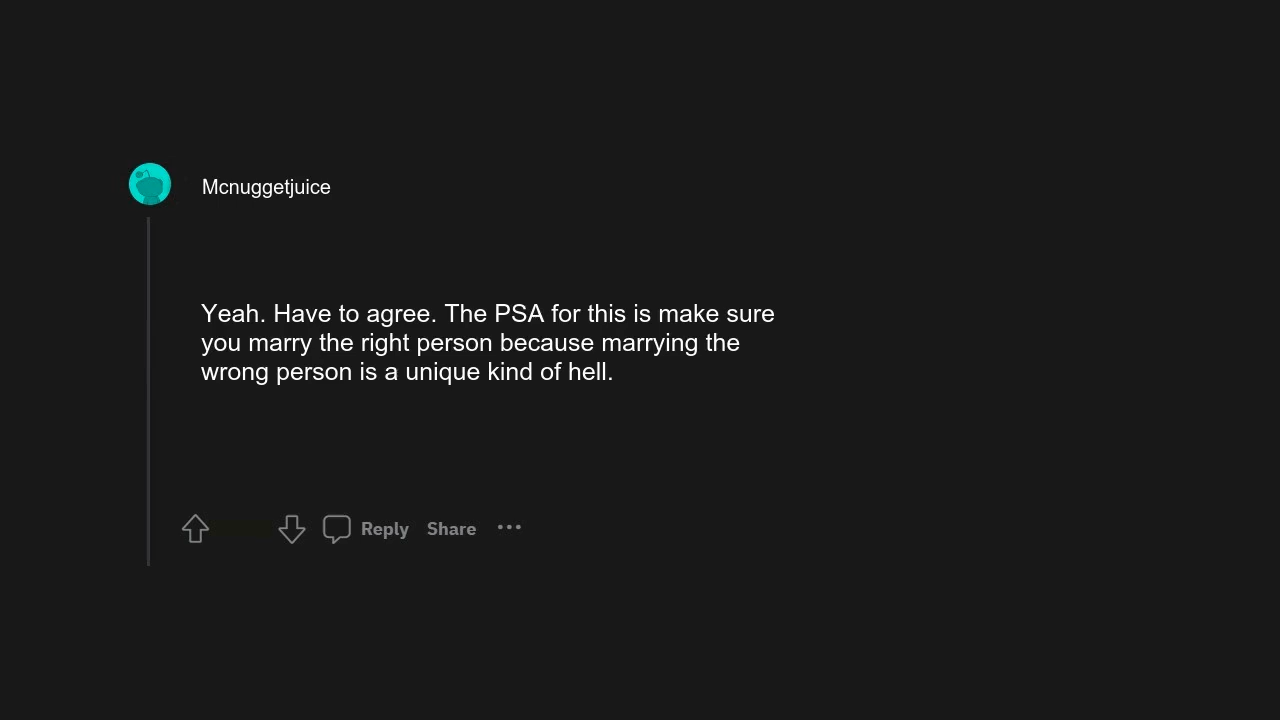 Mcnuggetjuice
Yeah. Have to agree. The PSA for this is make sure
you marry the right person because marrying the
wrong person is a unique kind of hell.
Reply Share